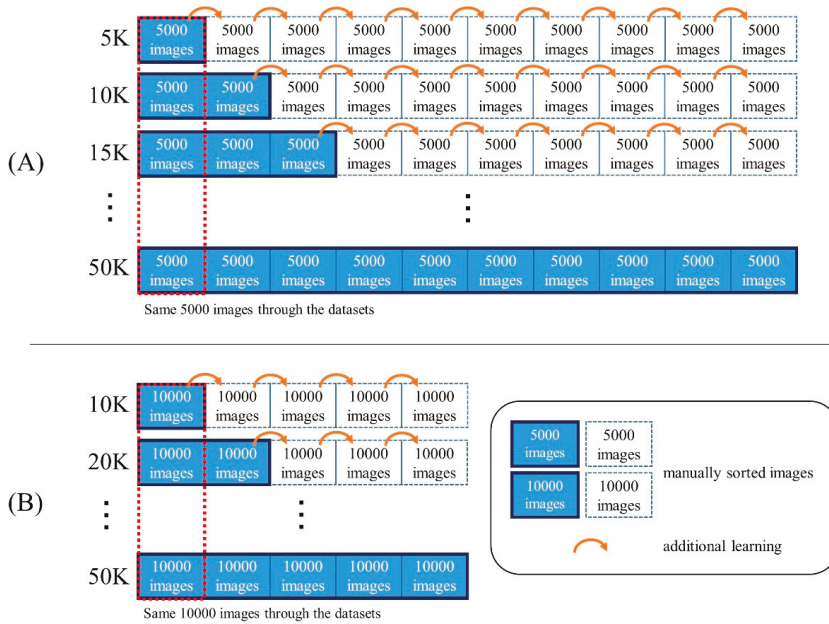 (A)
5K
5000 5000 5000 5000 5000 5000 5000 5000 5000 5000
images images images images images images images images images images
10K
5000 5000 5000 5000 5000 5000 5000 5000 5000 5000
images images images images images images images images images images
15K
5000 5000 5000 5000 5000 5000 5000 5000 5000 5000
images images images images images images images images images images
50K
5000 5000 5000 5000 5000 5000 5000 5000 5000 5000
images images images images images images images images images images
Same 5000 images through the datasets
(B)
10K
10000 10000 10000 10000 10000
images images images images images
20K
10000 10000 10000 10000 10000
images images images images images
50K
10000 10000 10000 10000 10000
images images images images images
Same 10000 images through the datasets
5000 5000
images images
10000 10000
images images
manually sorted images
additional learning